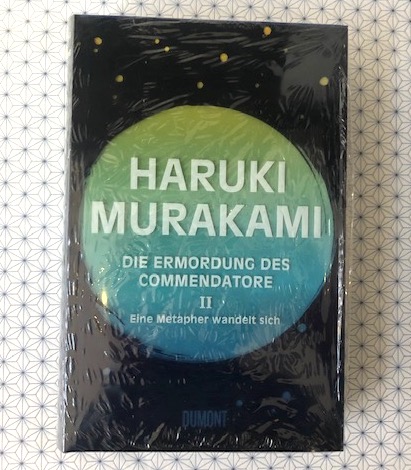 HARUKI
MURAKAMI
DIE ERMORDUNG DES
COMMENDATORE
II
Eine Metapher wandelt sich
DUMONT